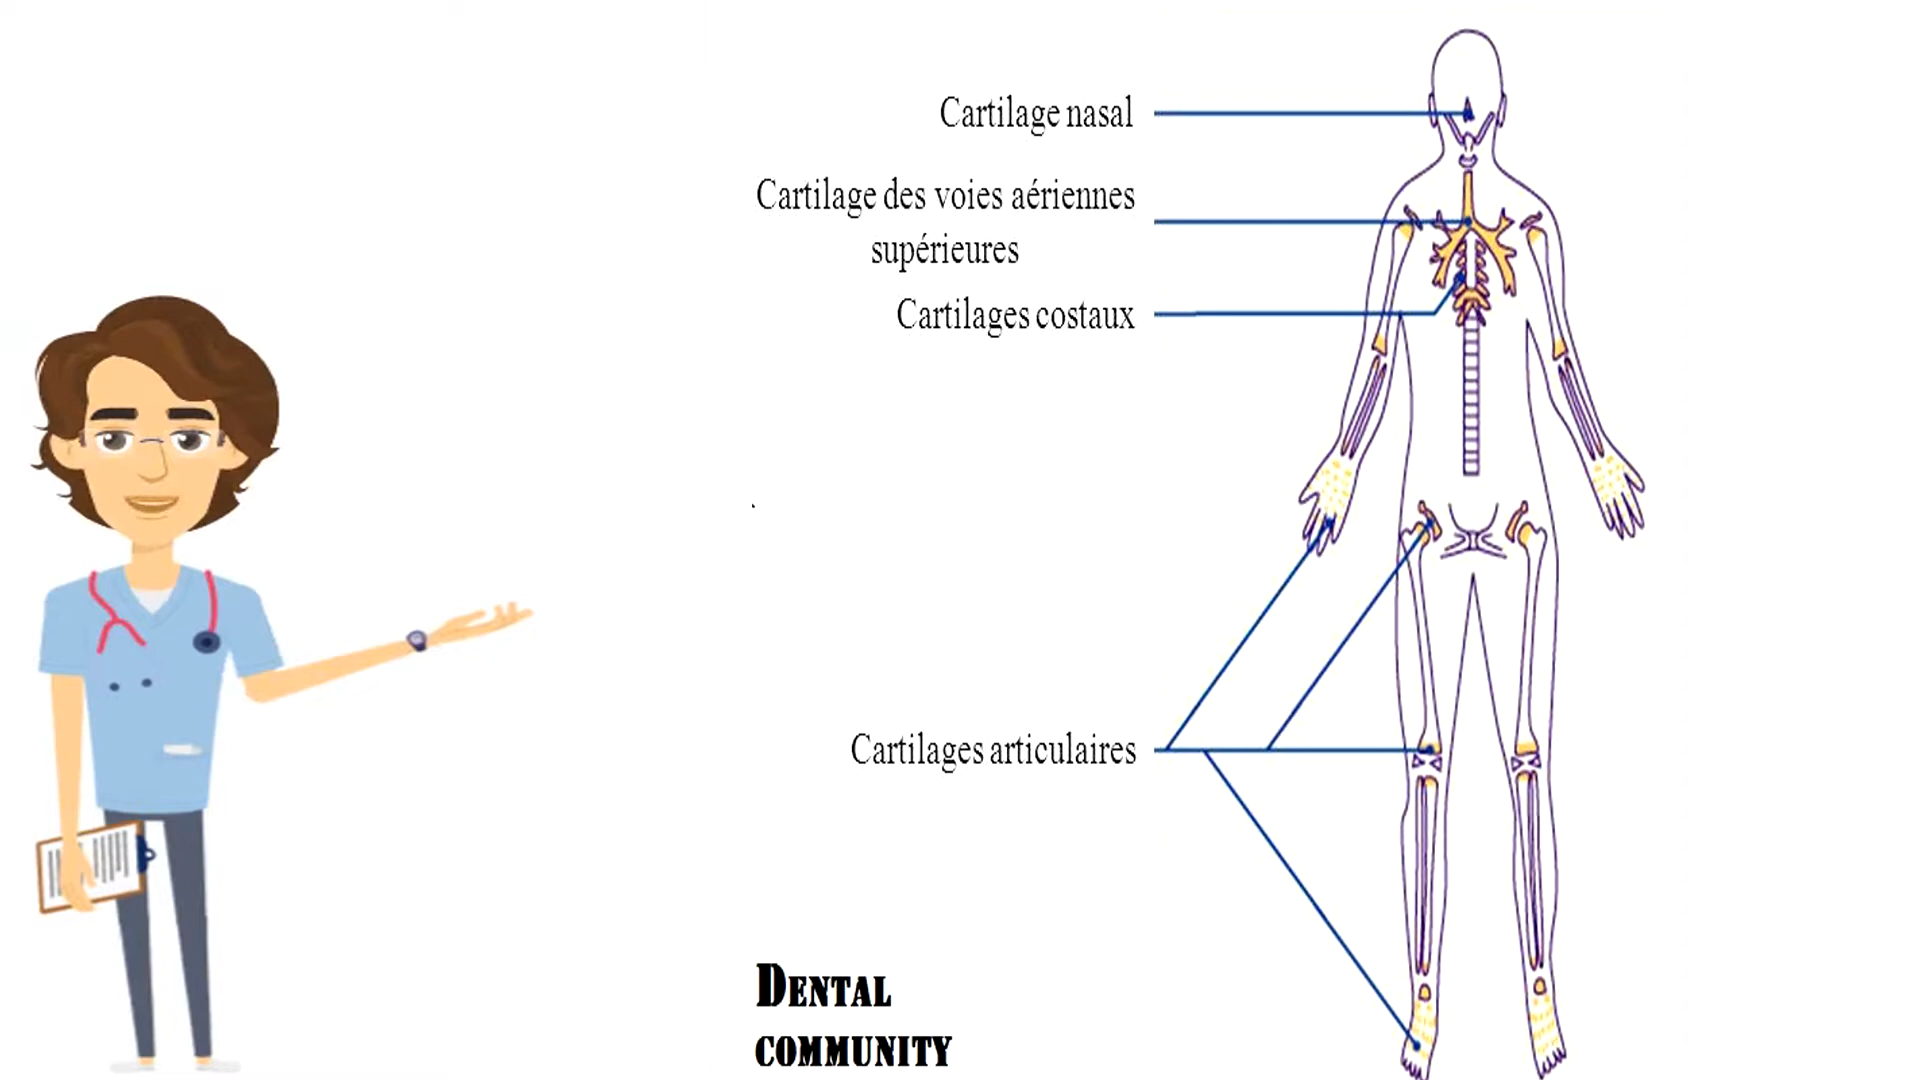 Cartilage nasal
Cartilage des voies aériennes
supérieures
Cartilages costaux
Cartilages articulaires
DENTAL
COMMUNITY